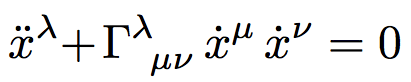 ẍ^λ + Γ^λ_{μν} ẋ^μ ẋ^ν = 0